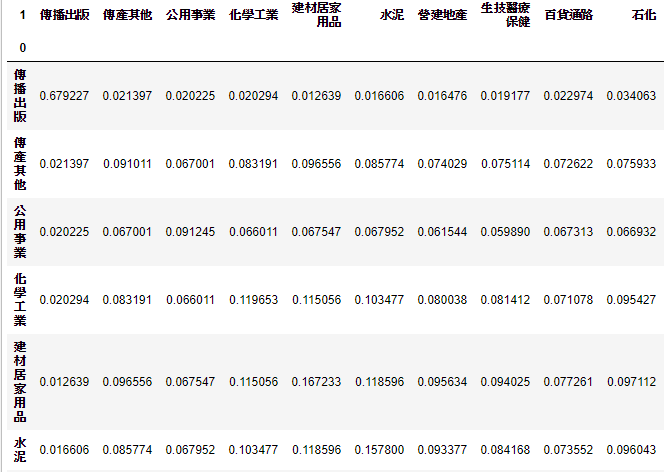 1 傳播出版 傳產其他 公用事業 化學工業 建材居家用品 水泥 營建地產 生技醫療保健 百貨通路 石化
0
傳播出版 0.679227 0.021397 0.020225 0.020294 0.012639 0.016606 0.016476 0.019177 0.022974 0.034063
傳產其他 0.021397 0.091011 0.067001 0.083191 0.096556 0.085774 0.074029 0.075114 0.072622 0.075933
公用事業 0.020225 0.067001 0.091245 0.066011 0.067547 0.067952 0.061544 0.059890 0.067313 0.066932
化學工業 0.020294 0.083191 0.066011 0.119653 0.115056 0.103477 0.080038 0.081412 0.071078 0.095427
建材居家用品 0.012639 0.096556 0.067547 0.115056 0.167233 0.118596 0.095634 0.094025 0.077261 0.097112
水泥 0.016606 0.085774 0.067952 0.103477 0.118596 0.157800 0.093377 0.084168 0.073552 0.096043